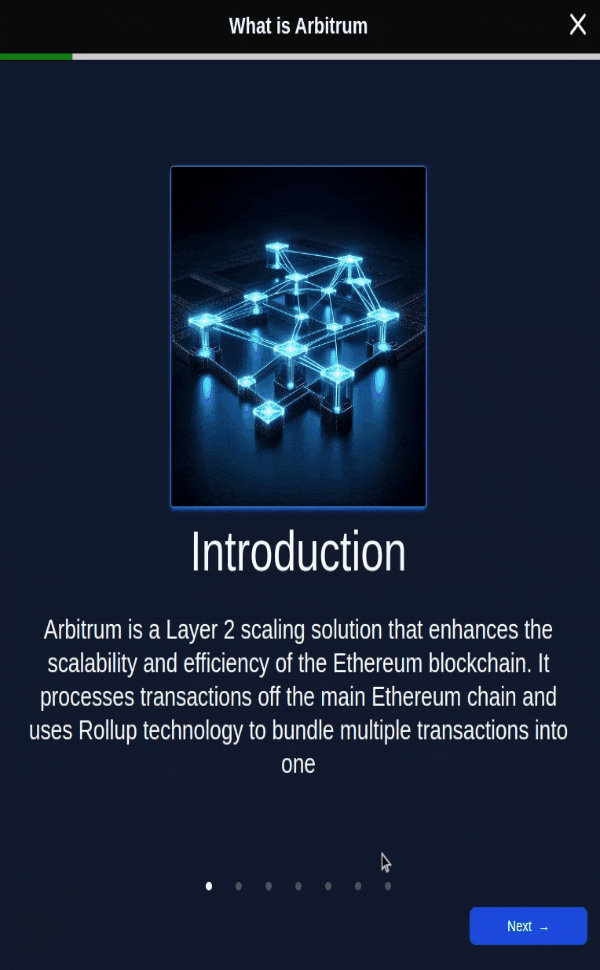 What is Arbitrum
X
Introduction
Arbitrum is a Layer 2 scaling solution that enhances the
scalability and efficiency of the Ethereum blockchain. It
processes transactions off the main Ethereum chain and
uses Rollup technology to bundle multiple transactions into
one
Next →